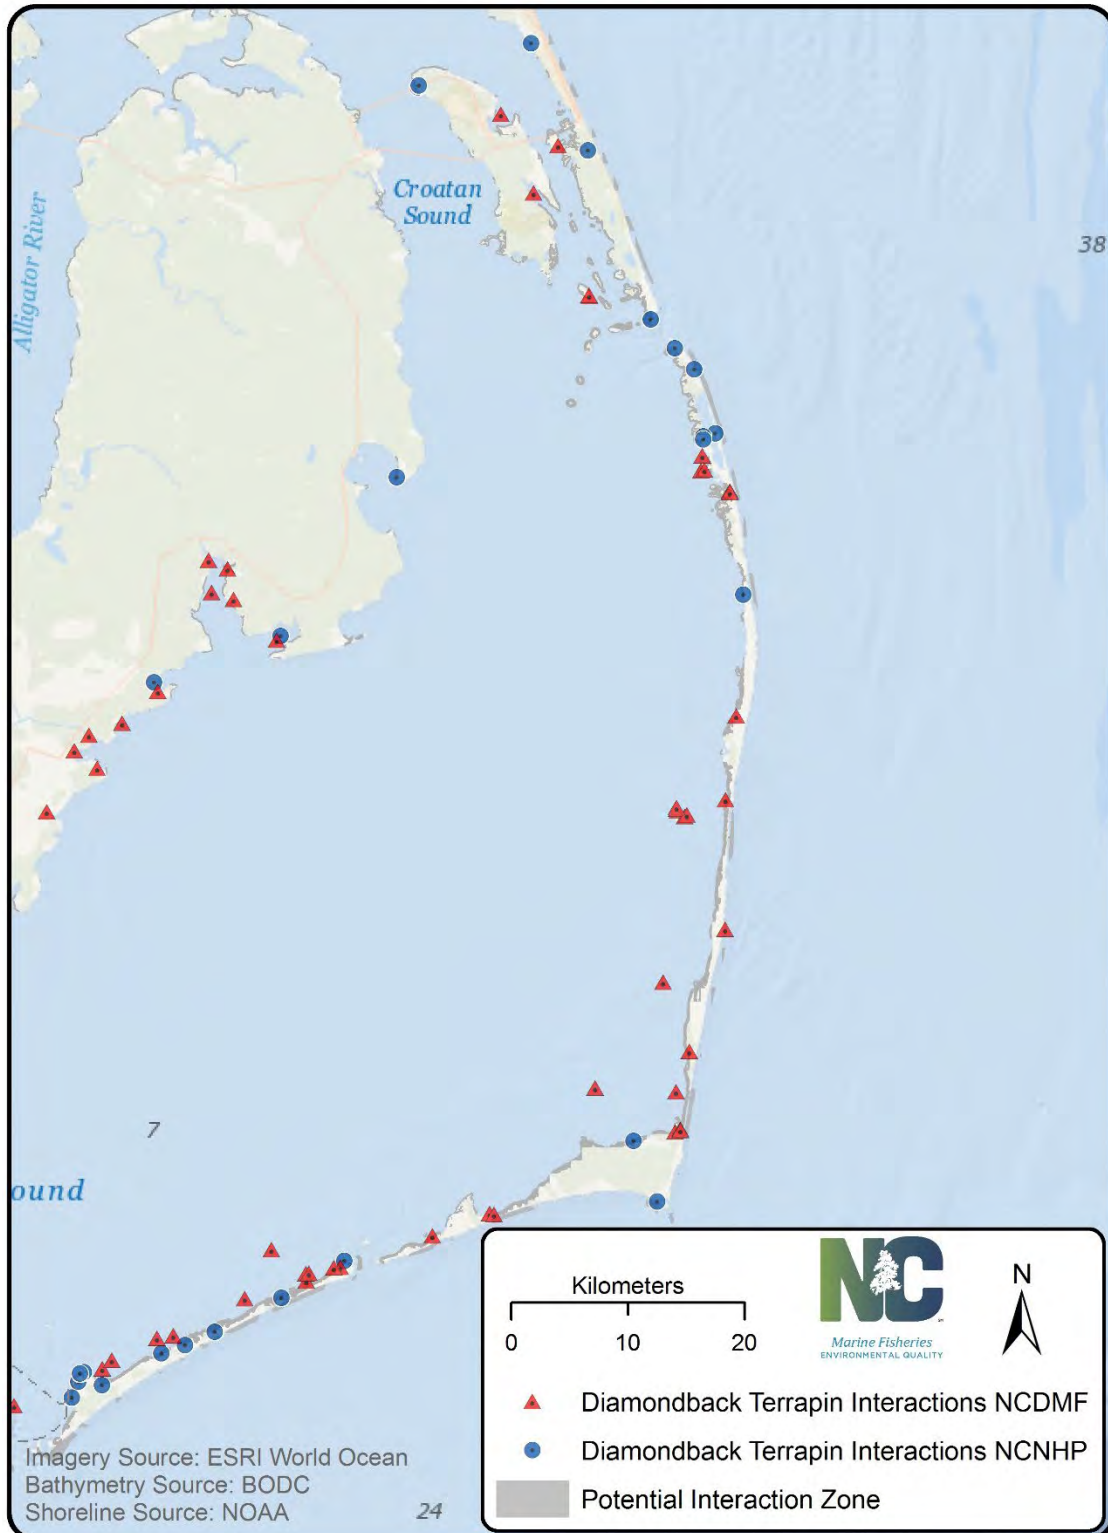 Croatan
Sound
Alligator River
38
7
ound
Kilometers
0 10 20
NC
Marine Fisheries
ENVIRONMENTAL QUALITY
N
Diamondback Terrapin Interactions NCDMF
Diamondback Terrapin Interactions NCNHP
Potential Interaction Zone
Imagery Source: ESRI World Ocean
Bathymetry Source: BODC
Shoreline Source: NOAA
24